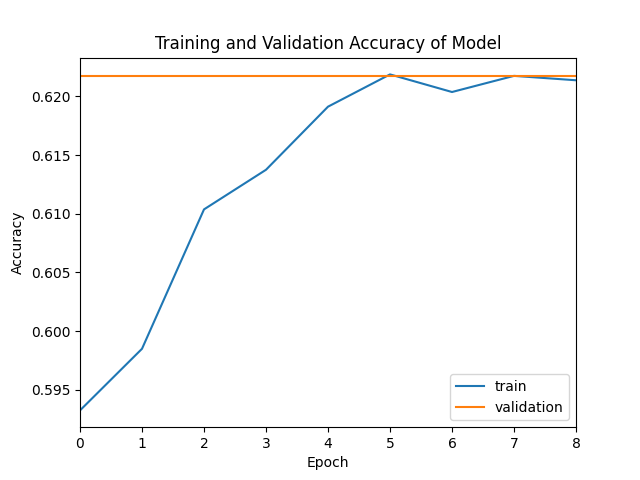 Training and Validation Accuracy of Model
0.620
0.615
0.610
0.605
0.600
0.595
Accuracy
train
validation
0 1 2 3 4 5 6 7 8
Epoch